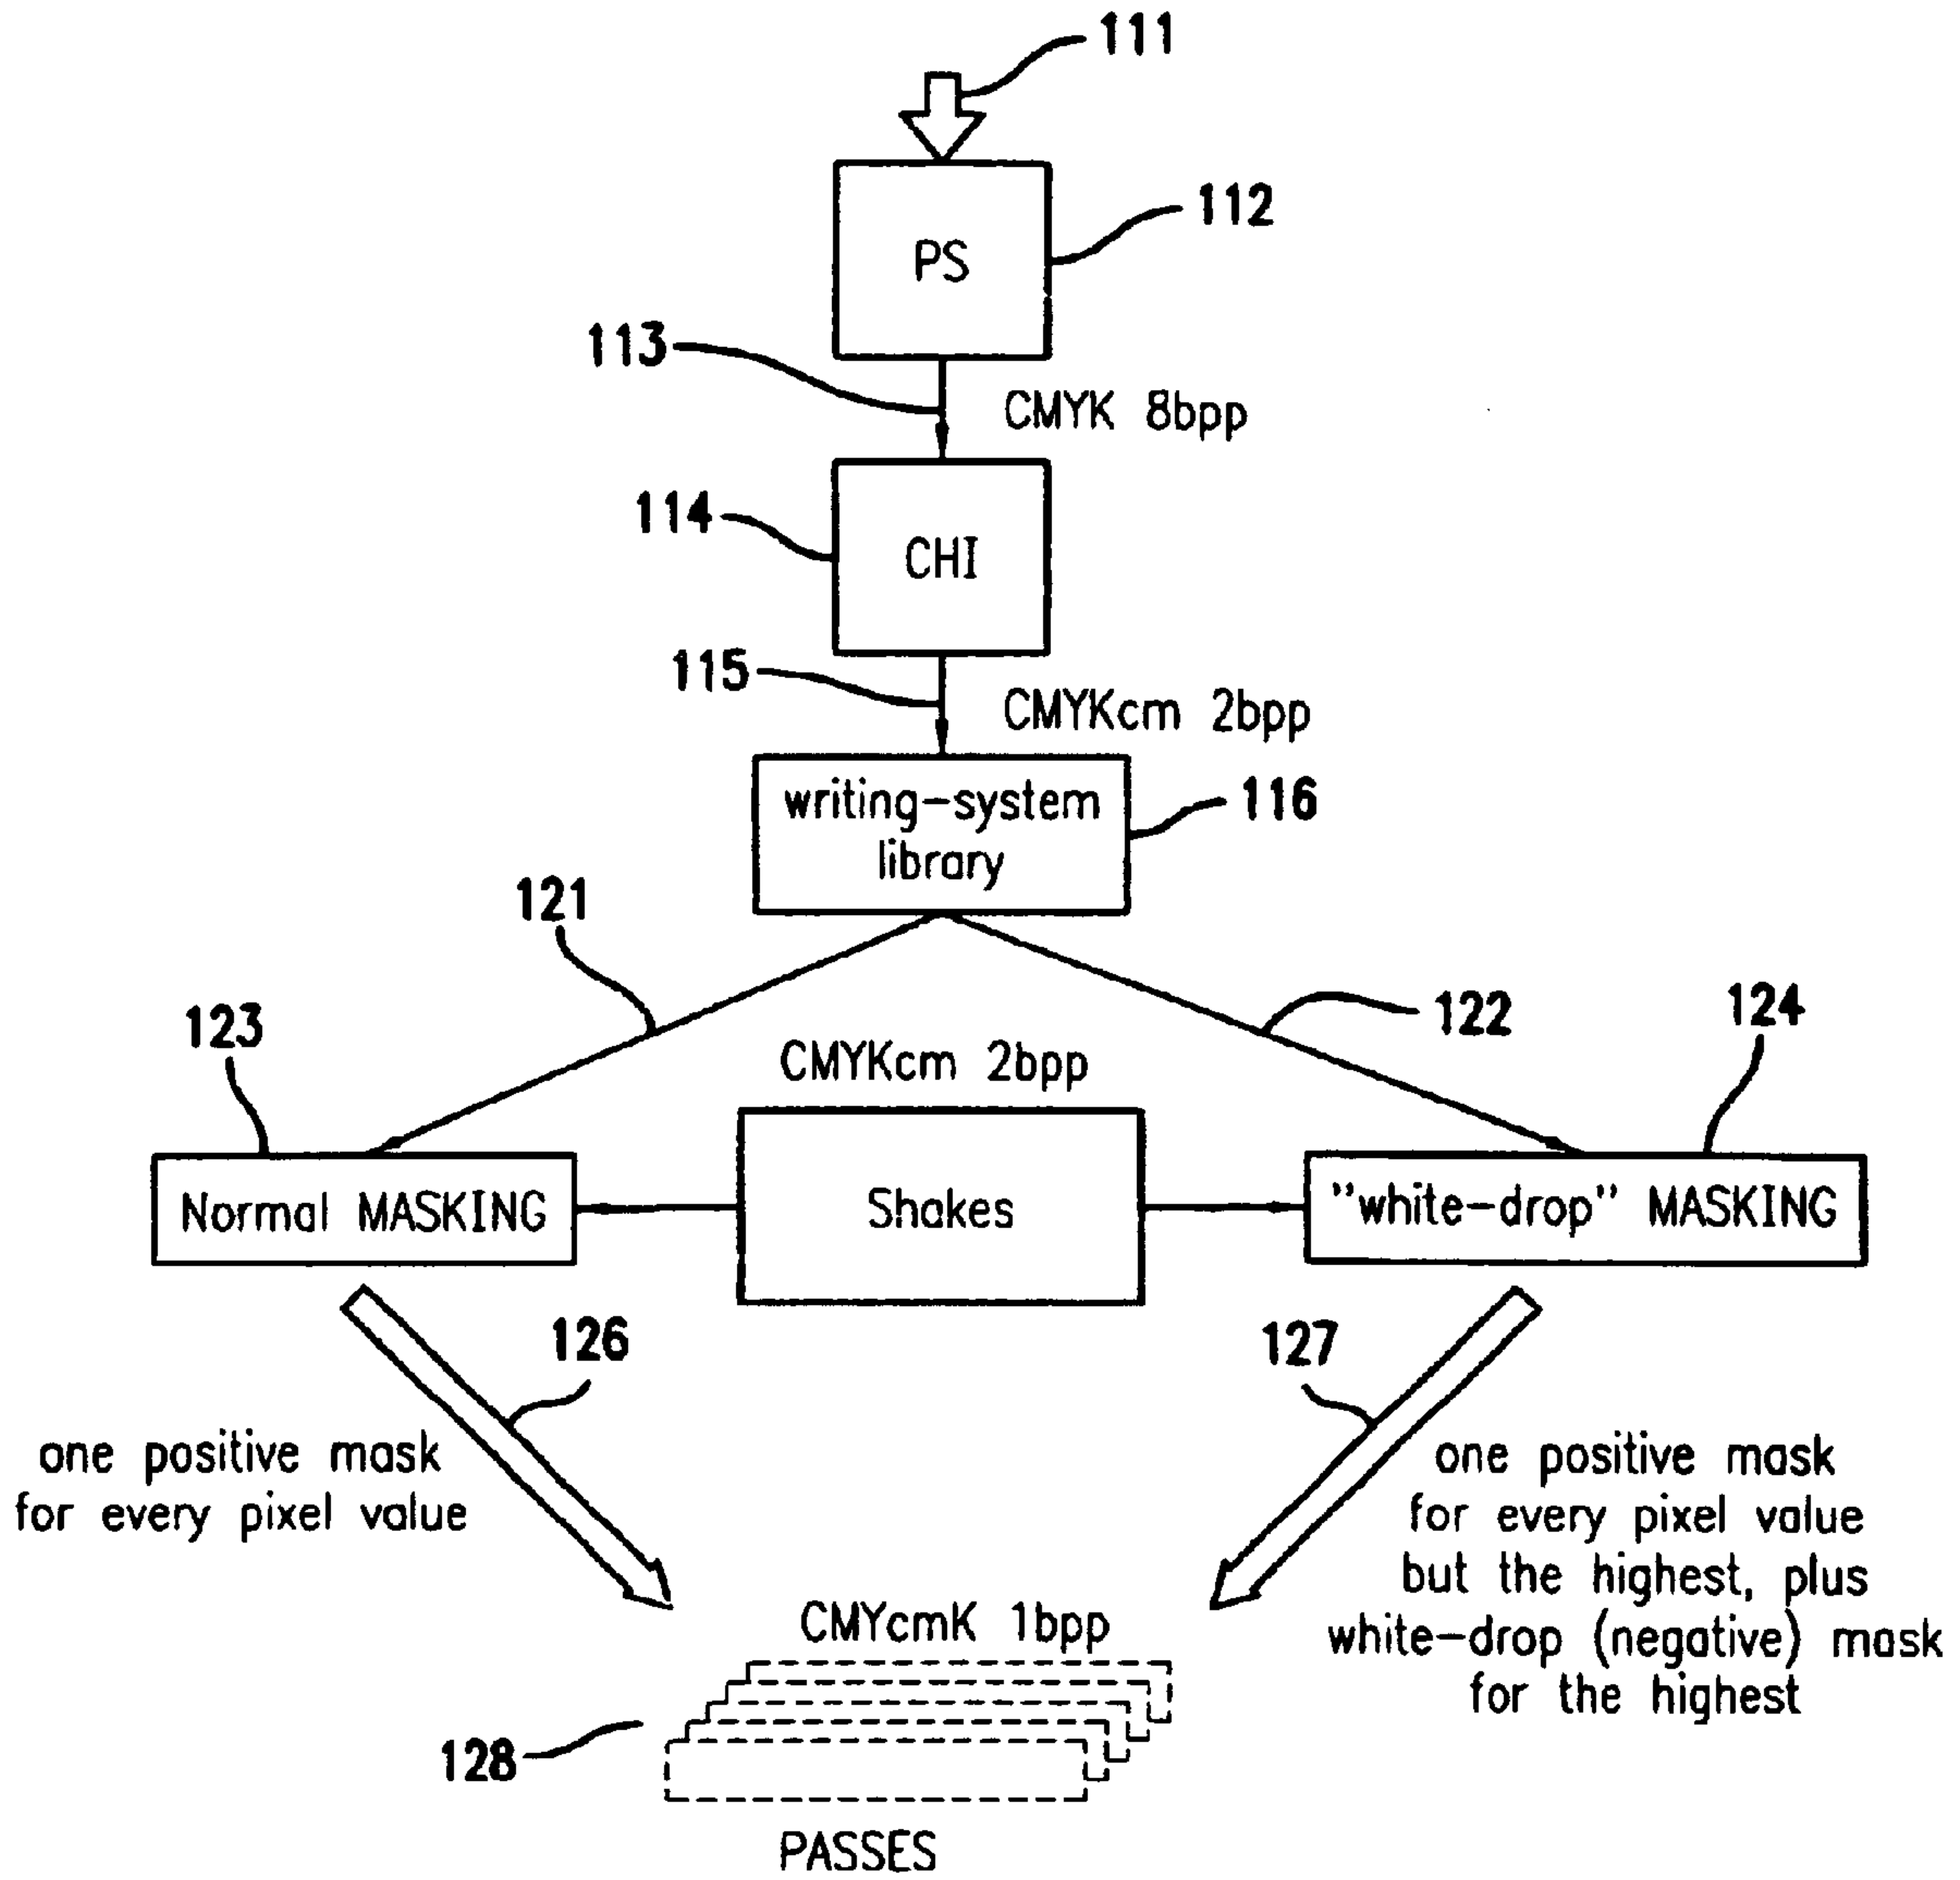 111
PS
112
113
CMYK 8bpp
114
CHI
115
CMYKcm 2bpp
writing-system
library
116
121
122
123
124
CMYKcm 2bpp
Normal MASKING
Shakes
"white-drop" MASKING
126
127
one positive mask
for every pixel value
one positive mask
for every pixel value
but the highest, plus
white-drop (negative) mask
for the highest
CMYcmK 1bpp
128
PASSES